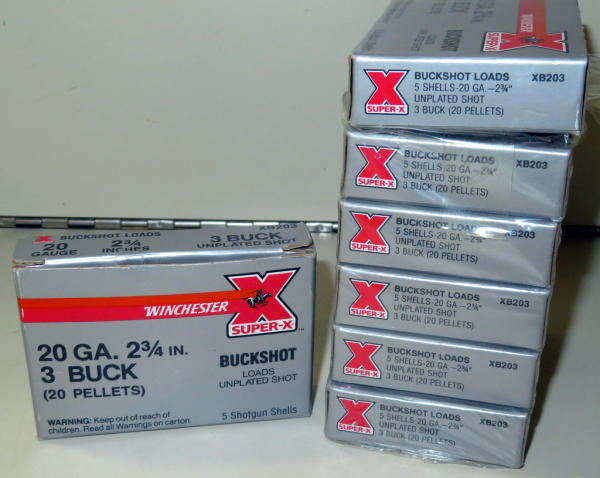 BUCKSHOT LOADS XB203
20 2¾ 3 BUCK
GAUGE INCHES UNPLATED SHOT
WINCHESTER
X
SUPER-X
20 GA. 2¾ IN.
3 BUCK
(20 PELLETS)
BUCKSHOT
LOADS
UNPLATED SHOT
WARNING: Keep out of reach of
children. Read all Warnings on carton.
5 Shotgun Shells
WINCHESTER
X
SUPER-X
X
SUPER-X
BUCKSHOT LOADS XB203
5 SHELLS-20 GA.-2¾"
UNPLATED SHOT
3 BUCK (20 PELLETS)
X
SUPER-X
BUCKSHOT LOADS XB203
5 SHELLS-20 GA.-2¾"
UNPLATED SHOT
3 BUCK (20 PELLETS)
X
SUPER-X
BUCKSHOT LOADS XB203
5 SHELLS-20 GA.-2¾"
UNPLATED SHOT
3 BUCK (20 PELLETS)
X
SUPER-X
BUCKSHOT LOADS XB203
5 SHELLS-20 GA.-2¾"
UNPLATED SHOT
3 BUCK (20 PELLETS)
X
SUPER-X
BUCKSHOT LOADS XB203
5 SHELLS-20 GA.-2¾"
UNPLATED SHOT
3 BUCK (20 PELLETS)
X
SUPER-X
BUCKSHOT LOADS XB203
5 SHELLS-20 GA.-2¾"
UNPLATED SHOT
3 BUCK (20 PELLETS)